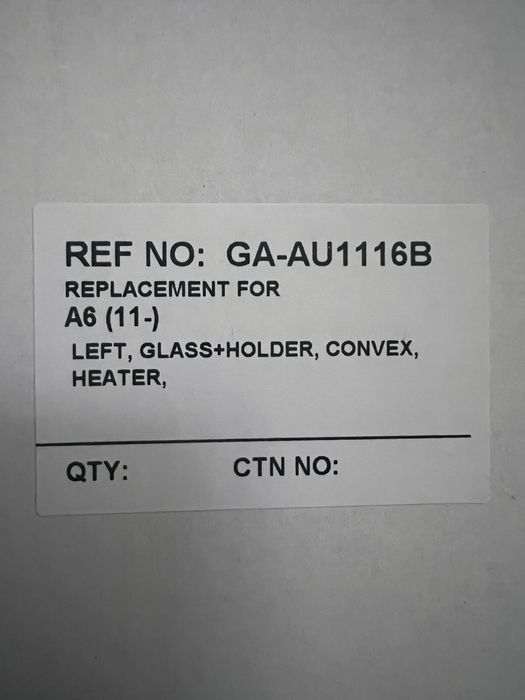 REF NO: GA-AU1116B
REPLACEMENT FOR
A6 (11-)
LEFT, GLASS+HOLDER, CONVEX,
HEATER,
QTY: CTN NO: